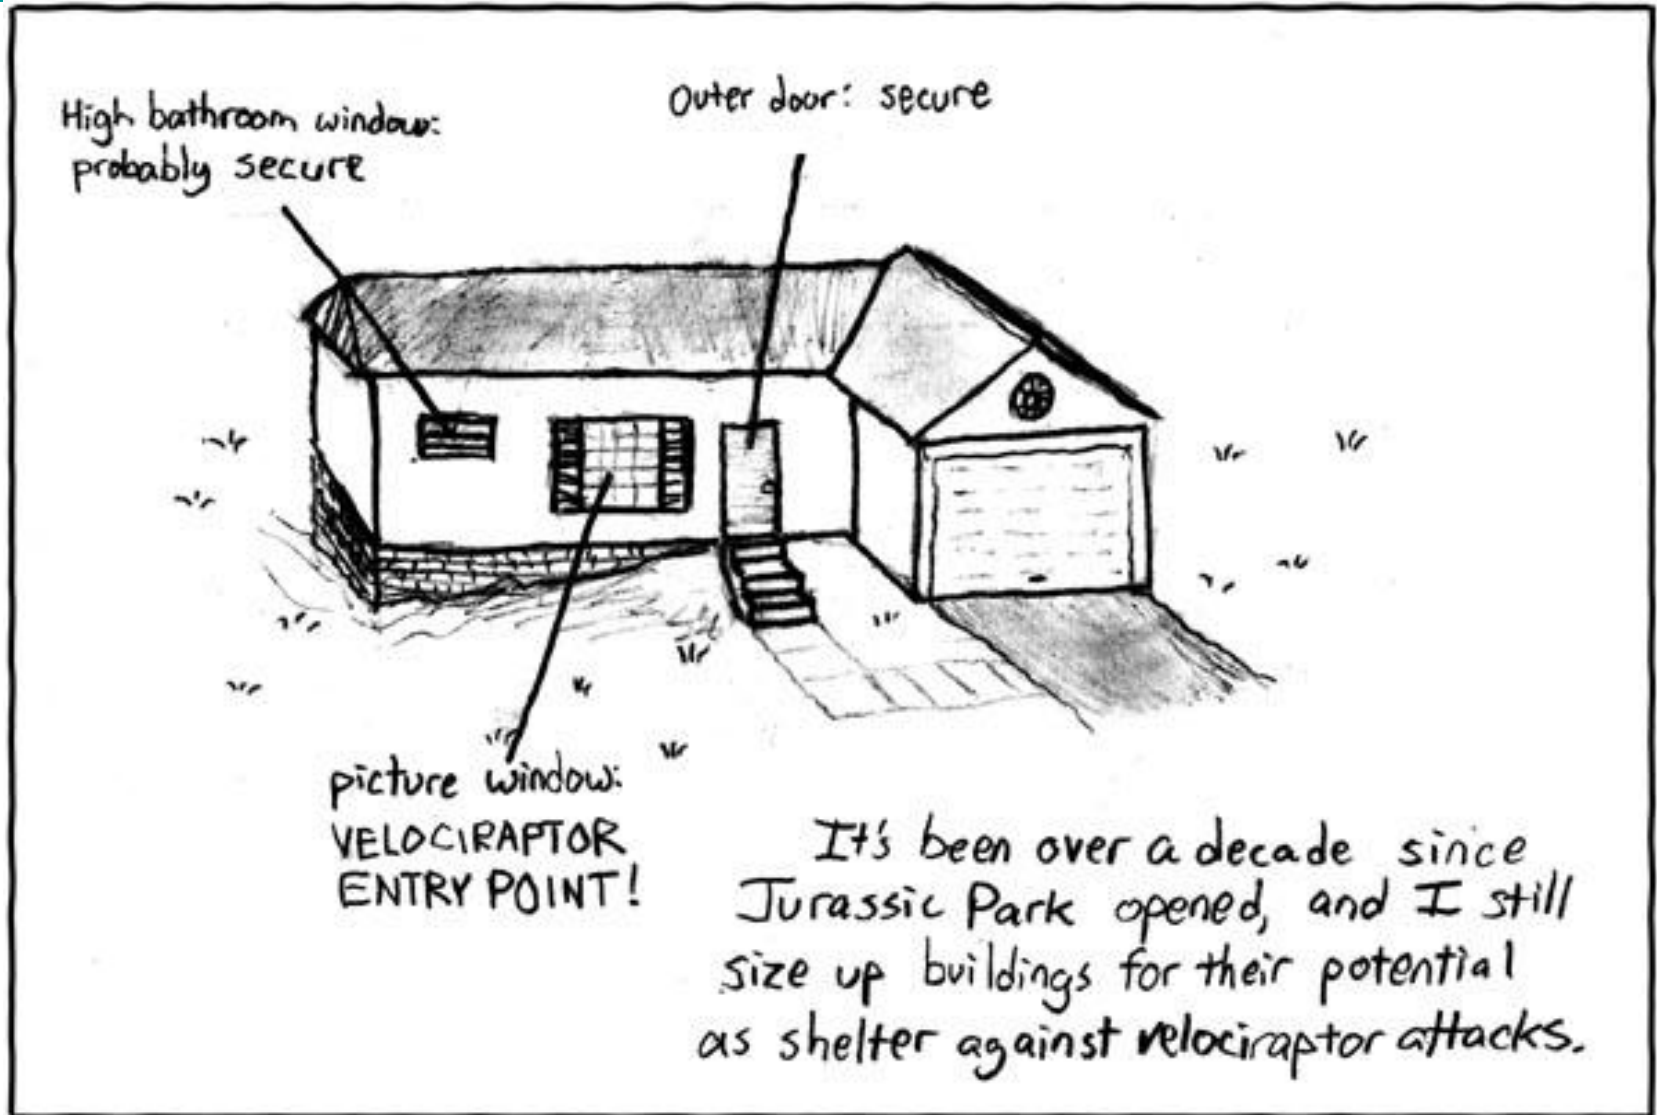 High bathroom window:
probably secure
Outer door: secure
picture window:
VELOCIRAPTOR
ENTRY POINT!
It's been over a decade since
Jurassic Park opened, and I still
size up buildings for their potential
as shelter against velociraptor attacks.